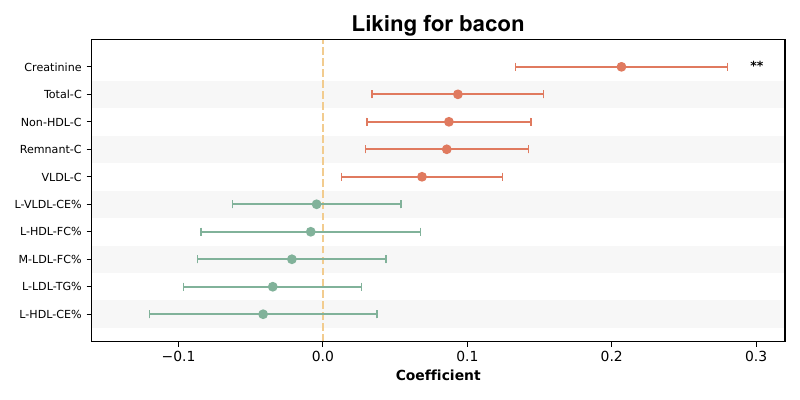 Liking for bacon
Creatinine
**
Total-C
Non-HDL-C
Remnant-C
VLDL-C
L-VLDL-CE%
L-HDL-FC%
M-LDL-FC%
L-LDL-TG%
L-HDL-CE%
−0.1 0.0 0.1 0.2 0.3
Coefficient